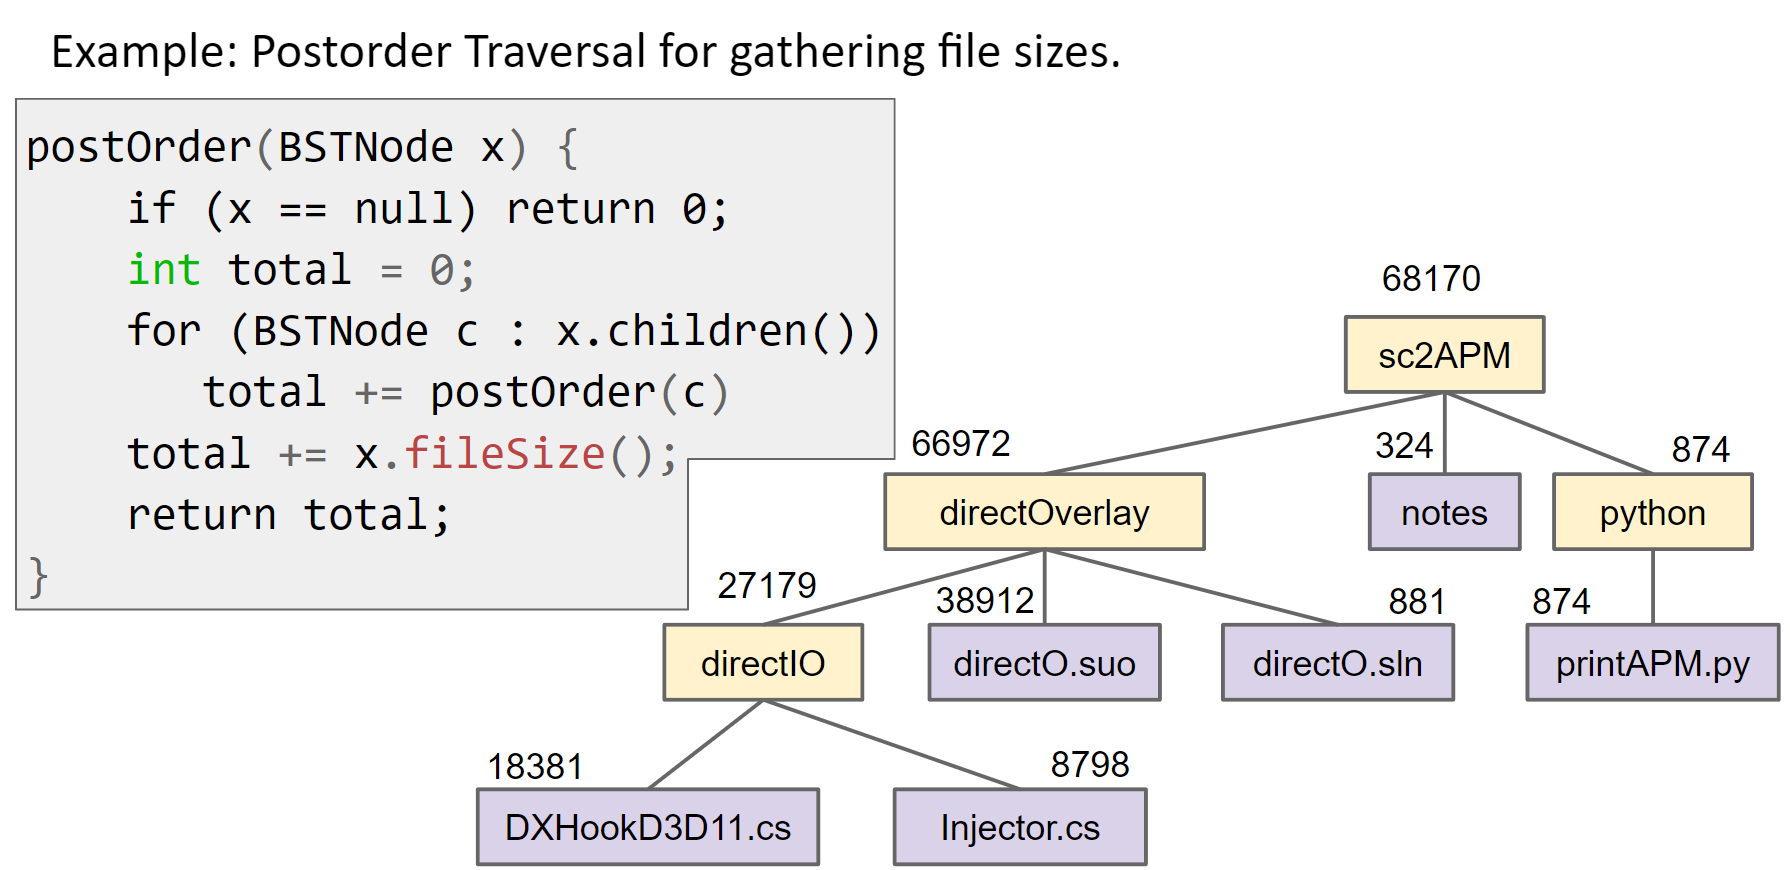 Example: Postorder Traversal for gathering file sizes.
postOrder(BSTNode x) {
    if (x == null) return 0;
    int total = 0;
    for (BSTNode c : x.children())
       total += postOrder(c)
    total += x.fileSize();
    return total;
}
68170
sc2APM
66972
324
874
directOverlay
notes
python
27179
38912
881
874
directIO
directO.suo
directO.sln
printAPM.py
18381
8798
DXHookD3D11.cs
Injector.cs